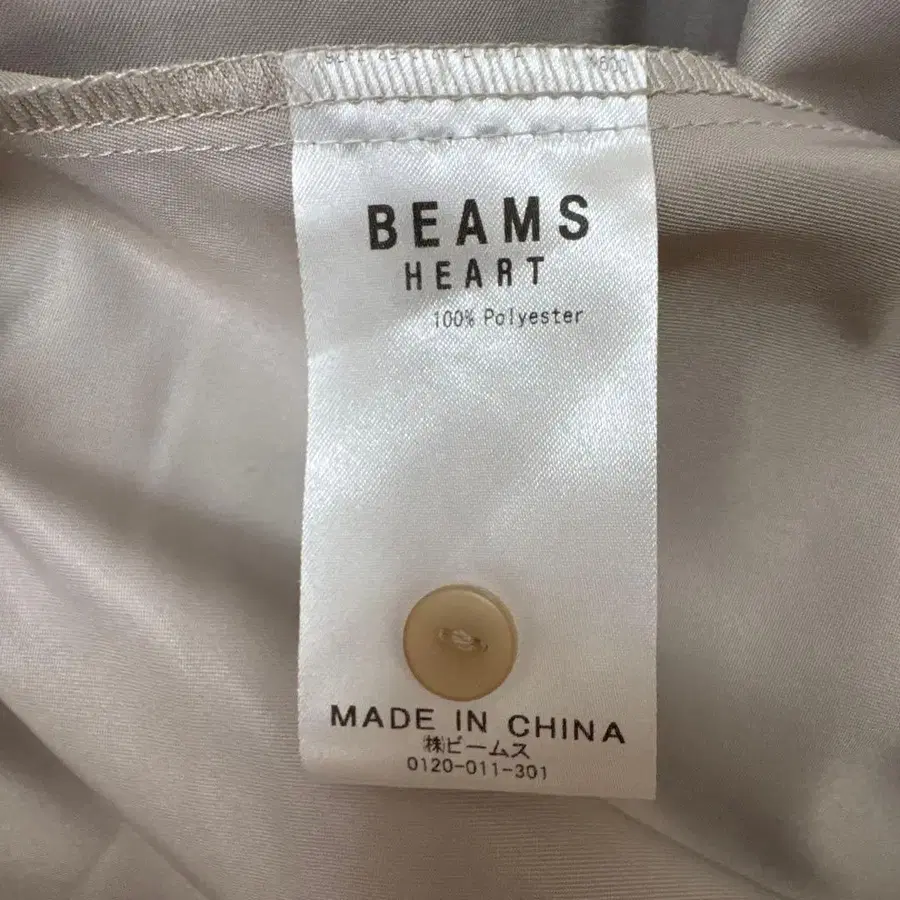 BEAMS
HEART
100% Polyester
MADE IN CHINA
㈱ビームス
0120-011-301